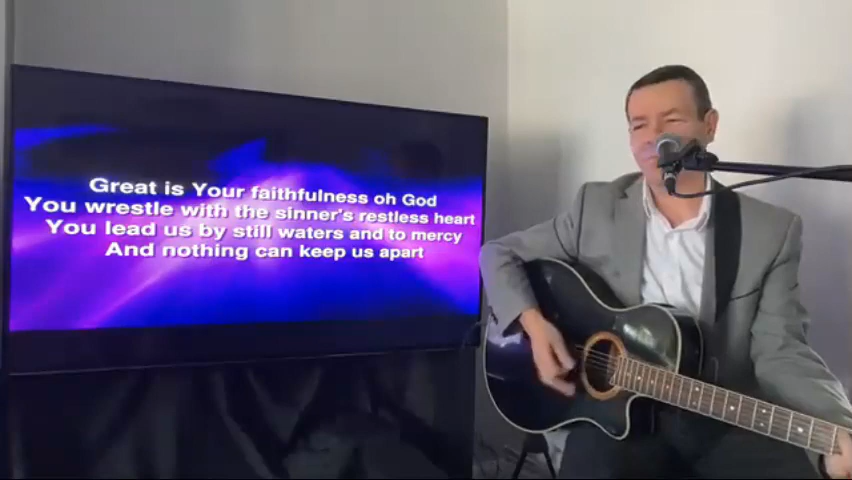 Great is Your faithfulness oh God
You wrestle with the sinner's restless heart
You lead us by still waters and to mercy
And nothing can keep us apart